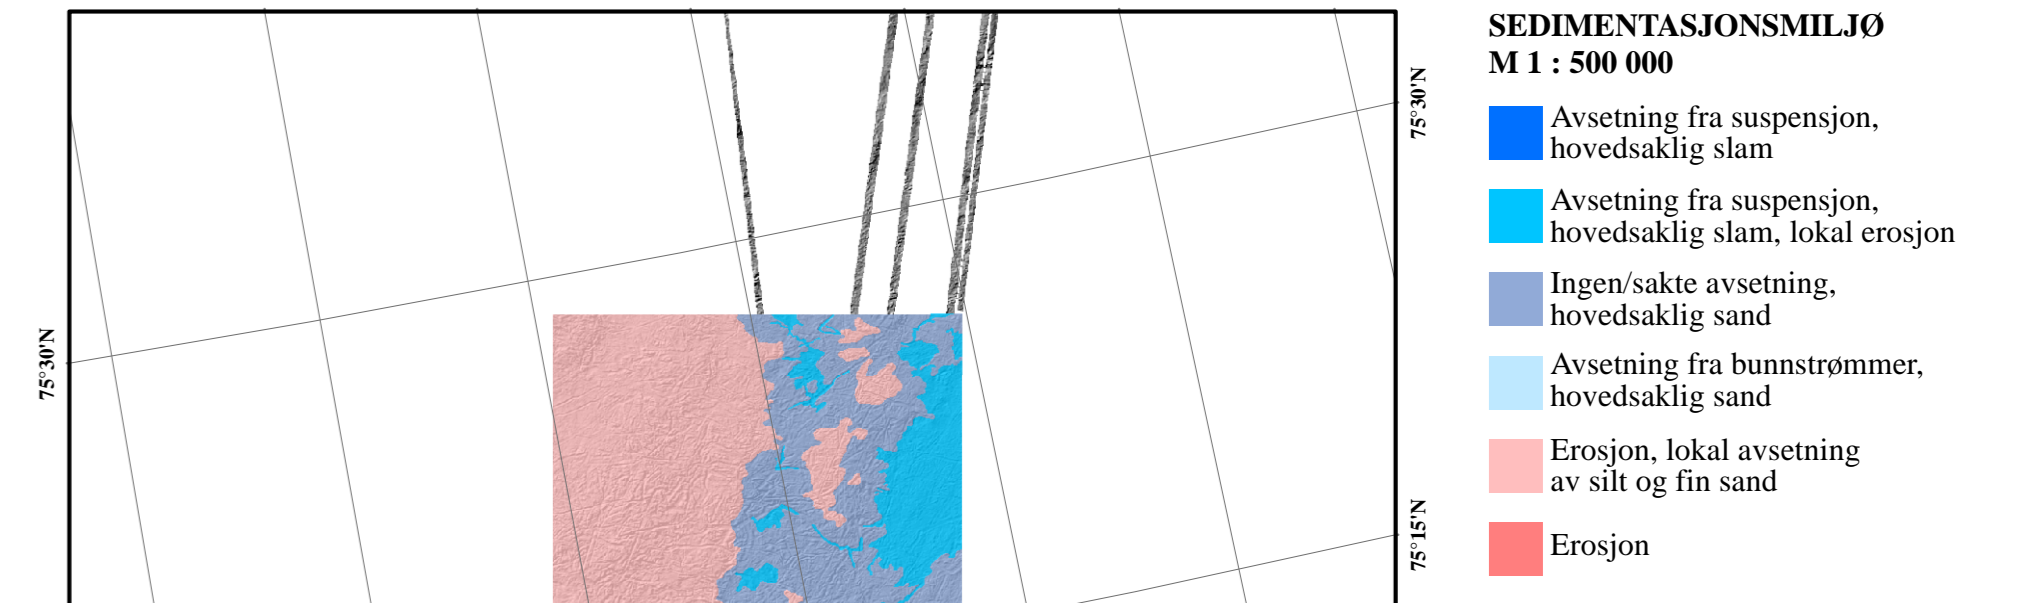 75°30'N
75°30'N
75°15'N
SEDIMENTASJONSMILJØ
M 1 : 500 000
Avsetning fra suspensjon,
hovedsaklig slam
Avsetning fra suspensjon,
hovedsaklig slam, lokal erosjon
Ingen/sakte avsetning,
hovedsaklig sand
Avsetning fra bunnstrømmer,
hovedsaklig sand
Erosjon, lokal avsetning
av silt og fin sand
Erosjon